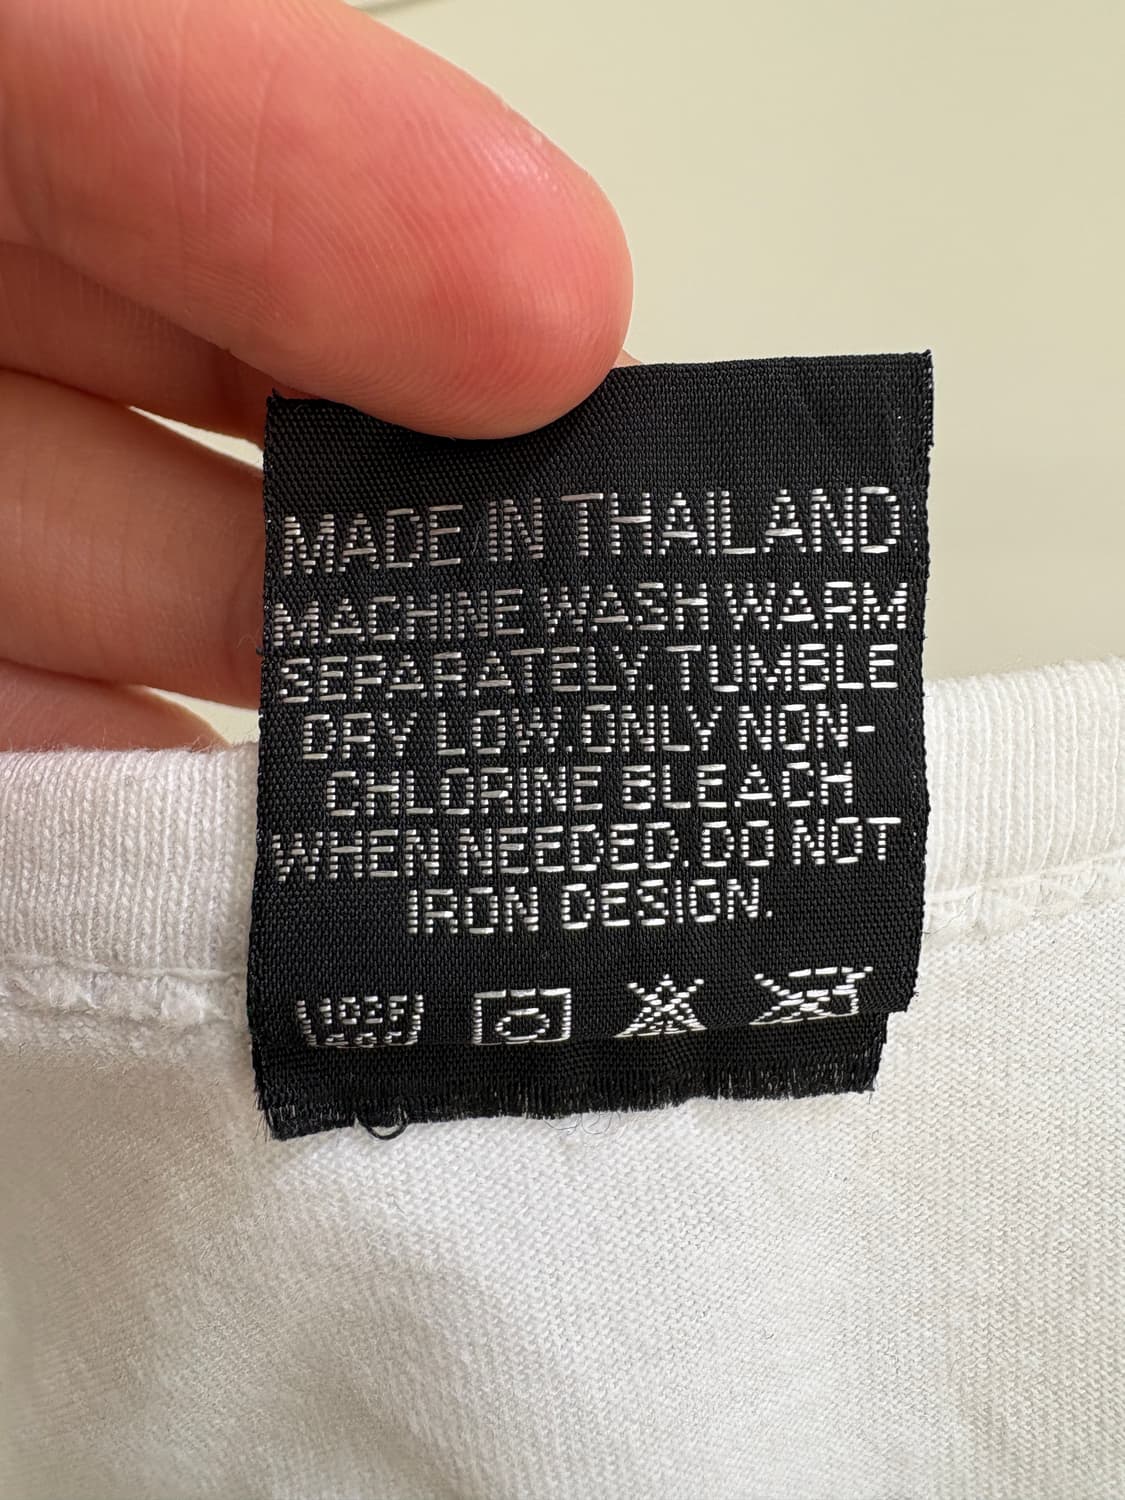 MADE IN THAILAND
MACHINE WASH WARM
SEPARATELY. TUMBLE
DRY LOW. ONLY NON-
CHLORINE BLEACH
WHEN NEEDED. DO NOT
IRON DESIGN.